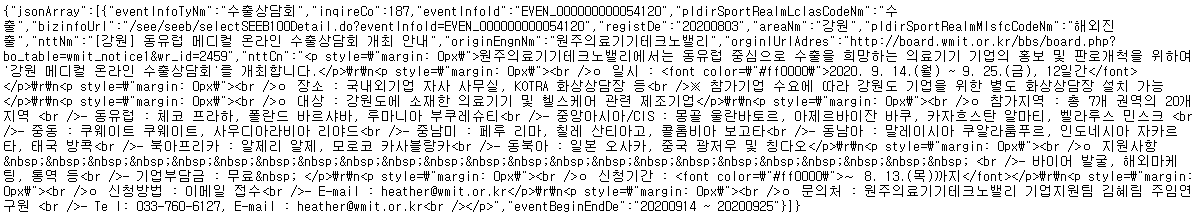 {"jsonArray":[{"eventInfoTyNm":"수출상담회","inqireCo":187,"eventInfoId":"EVEN_000000000054120","pldirSportRealmLclasCodeNm":"수
출","bizinfoUrl":"/see/seeb/selectSEEB100Detail.do?eventInfoId=EVEN_000000000054120","registDe":"20200803","areaNm":"강원","pldirSportRealmMlsfcCodeNm":"해외진
출","nttNm":"[강원] 동유럽 메디컬 온라인 수출상담회 개최 안내","originEngnNm":"원주의료기기테크노밸리","orginlUrlAdres":"http://board.wmit.or.kr/bbs/board.php?
bo_table=wmit_notice1&wr_id=2459","nttCn":"<p style=#"margin: 0px#">원주의료기기테크노밸리에서는 동유럽 중심으로 수출을 희망하는 의료기기 기업의 홍보 및 판로개척을 위하여
'강원 메디컬 온라인 수출상담회'를 개최합니다.</p>#r#n<p style=#"margin: 0px#"><br />o 일시 : <font color=#"#ff0000#">2020. 9. 14.(월) ~ 9. 25.(금), 12일간</font>
</p>#r#n<p style=#"margin: 0px#"><br />o 장소 : 국내외기업 자사 사무실, KOTRA 화상상담장 등<br />※ 참가기업 수요에 따라 강원도 기업을 위한 별도 화상상담장 설치 가능
</p>#r#n<p style=#"margin: 0px#"><br />o 대상 : 강원도에 소재한 의료기기 및 헬스케어 관련 제조기업</p>#r#n<p style=#"margin: 0px#"><br />o 참가지역 : 총 7개 권역의 20개
지역 <br />- 동유럽 : 체코 프라하, 폴란드 바르샤바, 루마니아 부쿠레슈티<br />- 중앙아시아/CIS : 몽골 울란바토르, 아제르바이잔 바쿠, 카자흐스탄 알마티, 벨라루스 민스크 <br
/>- 중동 : 쿠웨이트 쿠웨이트, 사우디아라비아 리야드<br />- 중남미 : 페루 리마, 칠레 산티아고, 콜롬비아 보고타<br />- 동남아 : 말레이시아 쿠알라룸푸르, 인도네시아 자카르
타, 태국 방콕<br />- 북아프리카 : 알제리 알제, 모로코 카사블랑카<br />- 동북아 : 일본 오사카, 중국 광저우 및 칭다오</p>#r#n<p style=#"margin: 0px#"><br />o 지원사항
&nbsp;&nbsp;&nbsp;&nbsp;&nbsp;&nbsp;&nbsp;&nbsp;&nbsp;&nbsp;&nbsp;&nbsp;&nbsp;&nbsp;&nbsp;&nbsp;&nbsp;&nbsp;&nbsp;&nbsp;&nbsp;&nbsp; <br />- 바이어 발굴, 해외마케
팅, 통역 등<br />- 기업부담금 : 무료&nbsp; </p>#r#n<p style=#"margin: 0px#"><br />o 신청기간 : <font color=#"#ff0000#">~ 8. 13.(목)까지</font></p>#r#n<p style=#"margin:
0px#"><br />o 신청방법 : 이메일 접수<br />- E-mail : heather@wmit.or.kr</p>#r#n<p style=#"margin: 0px#"><br />o 문의처 : 원주의료기기테크노밸리 기업지원팀 김혜림 주임연
구원 <br />- Te l: 033-760-6127, E-mail : heather@wmit.or.kr<br /></p>","eventBeginEndDe":"20200914 ~ 20200925"}]}